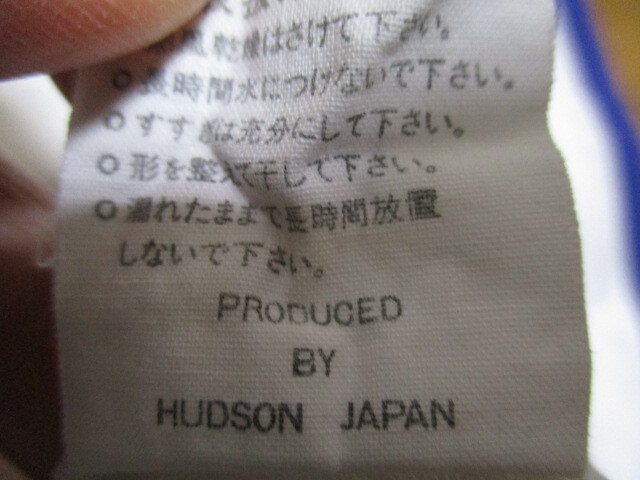 乾燥はさけて下さい。
○長時間水につけないで下さい。
○すすぎは充分にして下さい。
○形を整えて干して下さい。
○濡れたままで長時間放置
しないで下さい。
PRODUCED
BY
HUDSON JAPAN